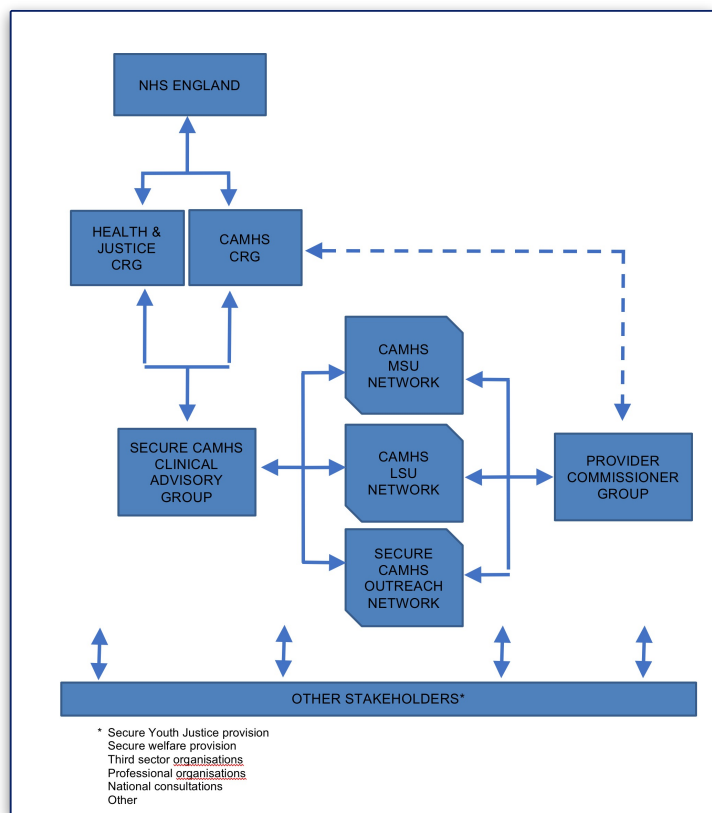 NHS ENGLAND
HEALTH &
JUSTICE
CRG
CAMHS
CRG
CAMHS
MSU
NETWORK
SECURE CAMHS
CLINICAL
ADVISORY
GROUP
CAMHS
LSU
NETWORK
PROVIDER
COMMISSIONER
GROUP
SECURE
CAMHS
OUTREACH
NETWORK
OTHER STAKEHOLDERS*
* Secure Youth Justice provision
Secure welfare provision
Third sector organisations
Professional organisations
National consultations
Other